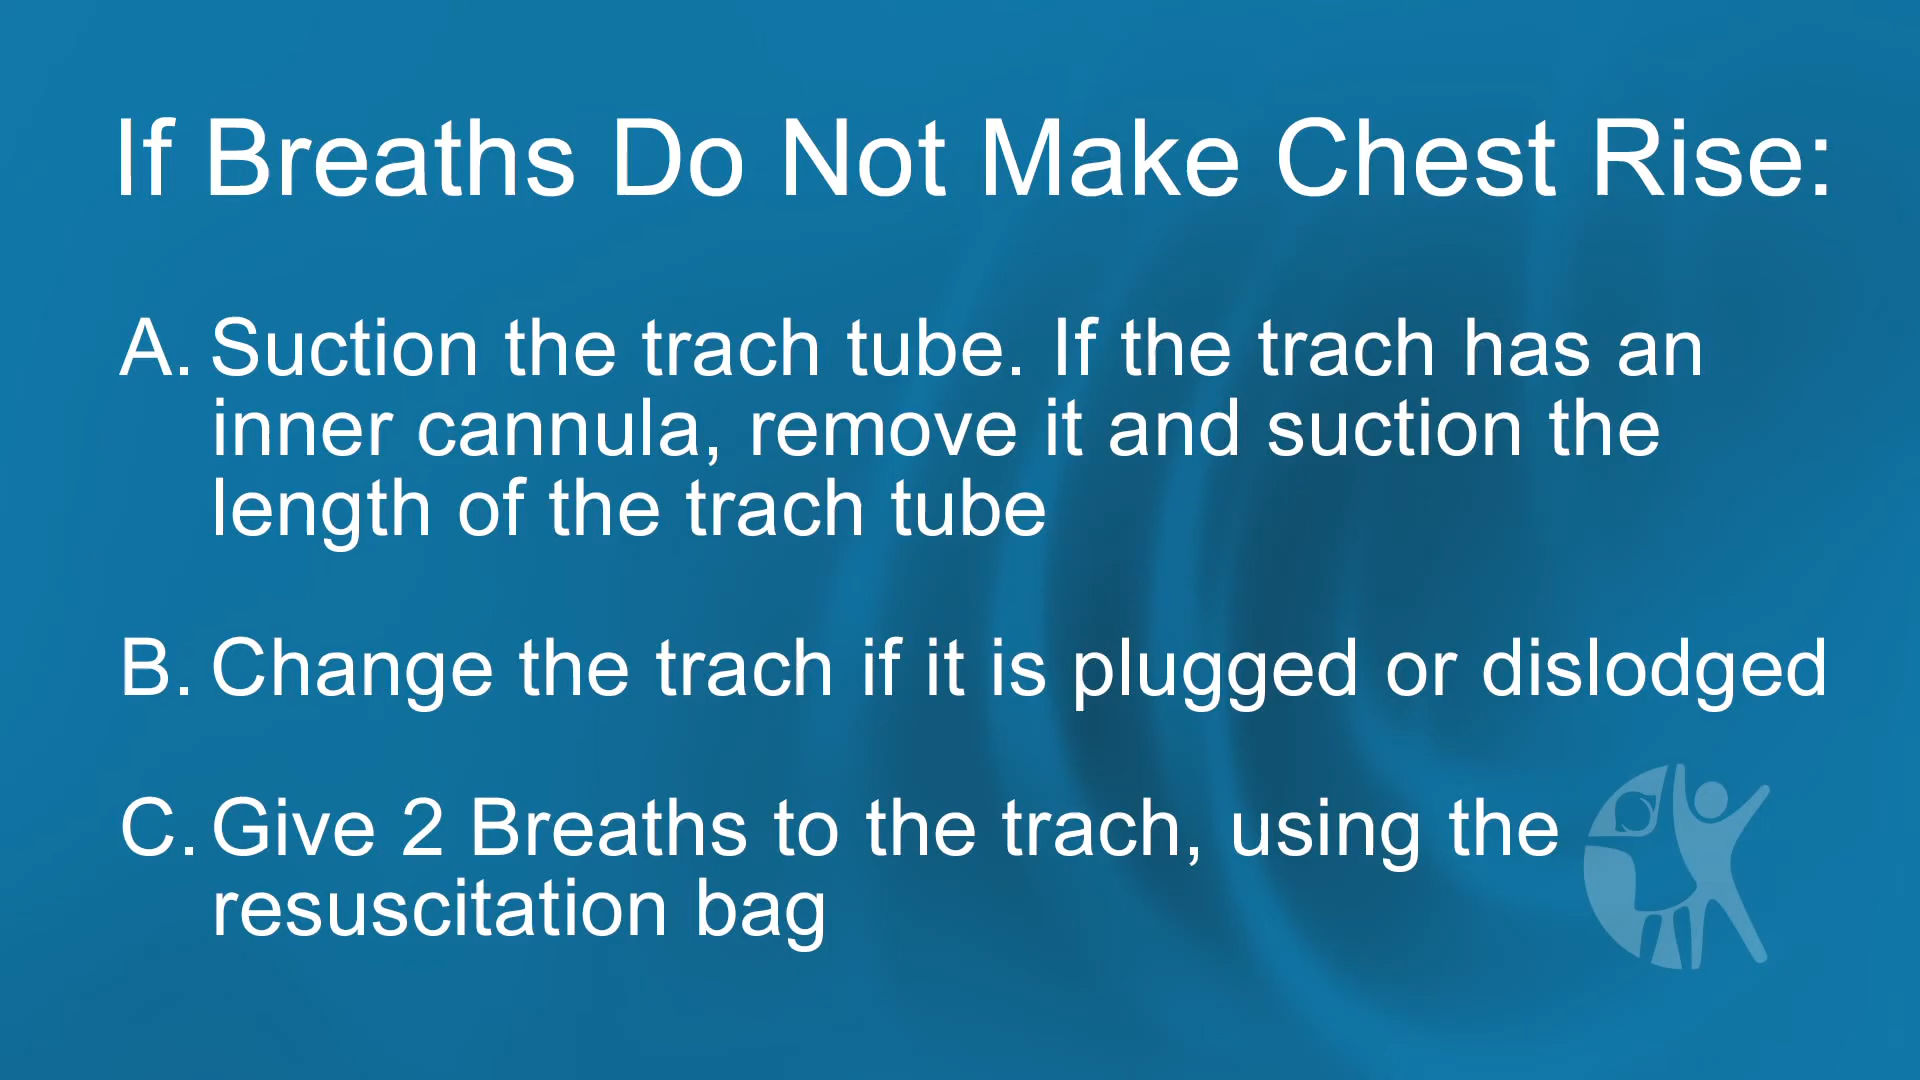 If Breaths Do Not Make Chest Rise:
A. Suction the trach tube. If the trach has an
inner cannula, remove it and suction the
length of the trach tube
B. Change the trach if it is plugged or dislodged
C. Give 2 Breaths to the trach, using the
resuscitation bag